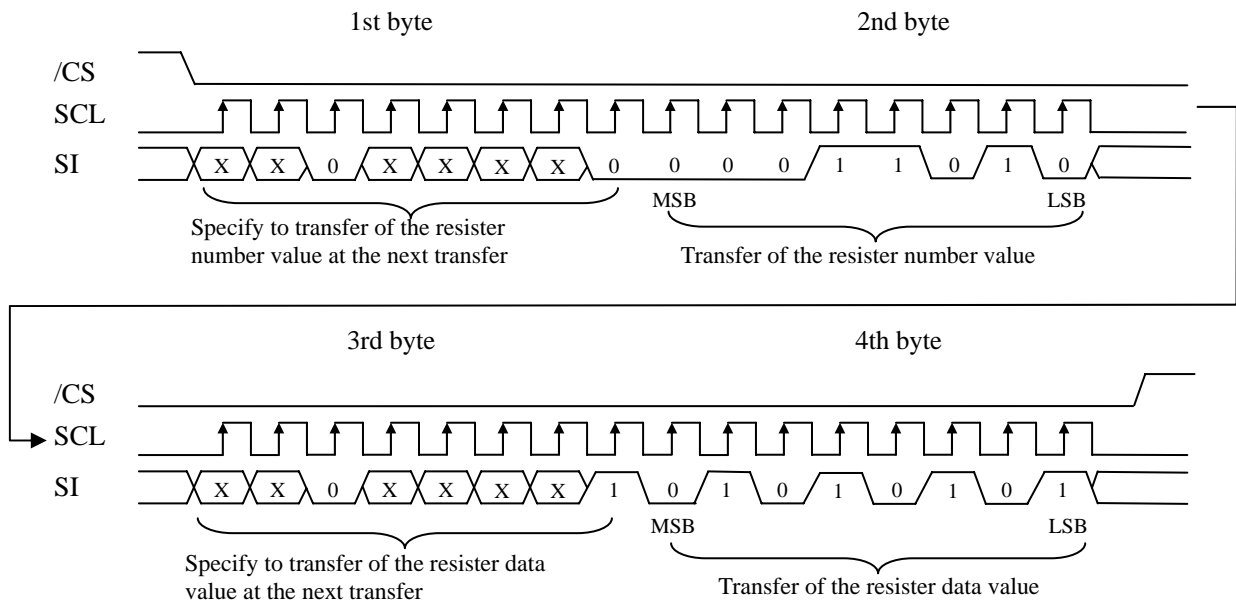 1st byte 2nd byte
/CS
SCL
SI X X 0 X X X X 0 0 0 0 1 1 0 1 0
MSB LSB
Specify to transfer of the resister
number value at the next transfer
Transfer of the resister number value
3rd byte 4th byte
/CS
SCL
SI X X 0 X X X X 1 0 1 0 1 0 1 0 1
MSB LSB
Specify to transfer of the resister data
value at the next transfer
Transfer of the resister data value